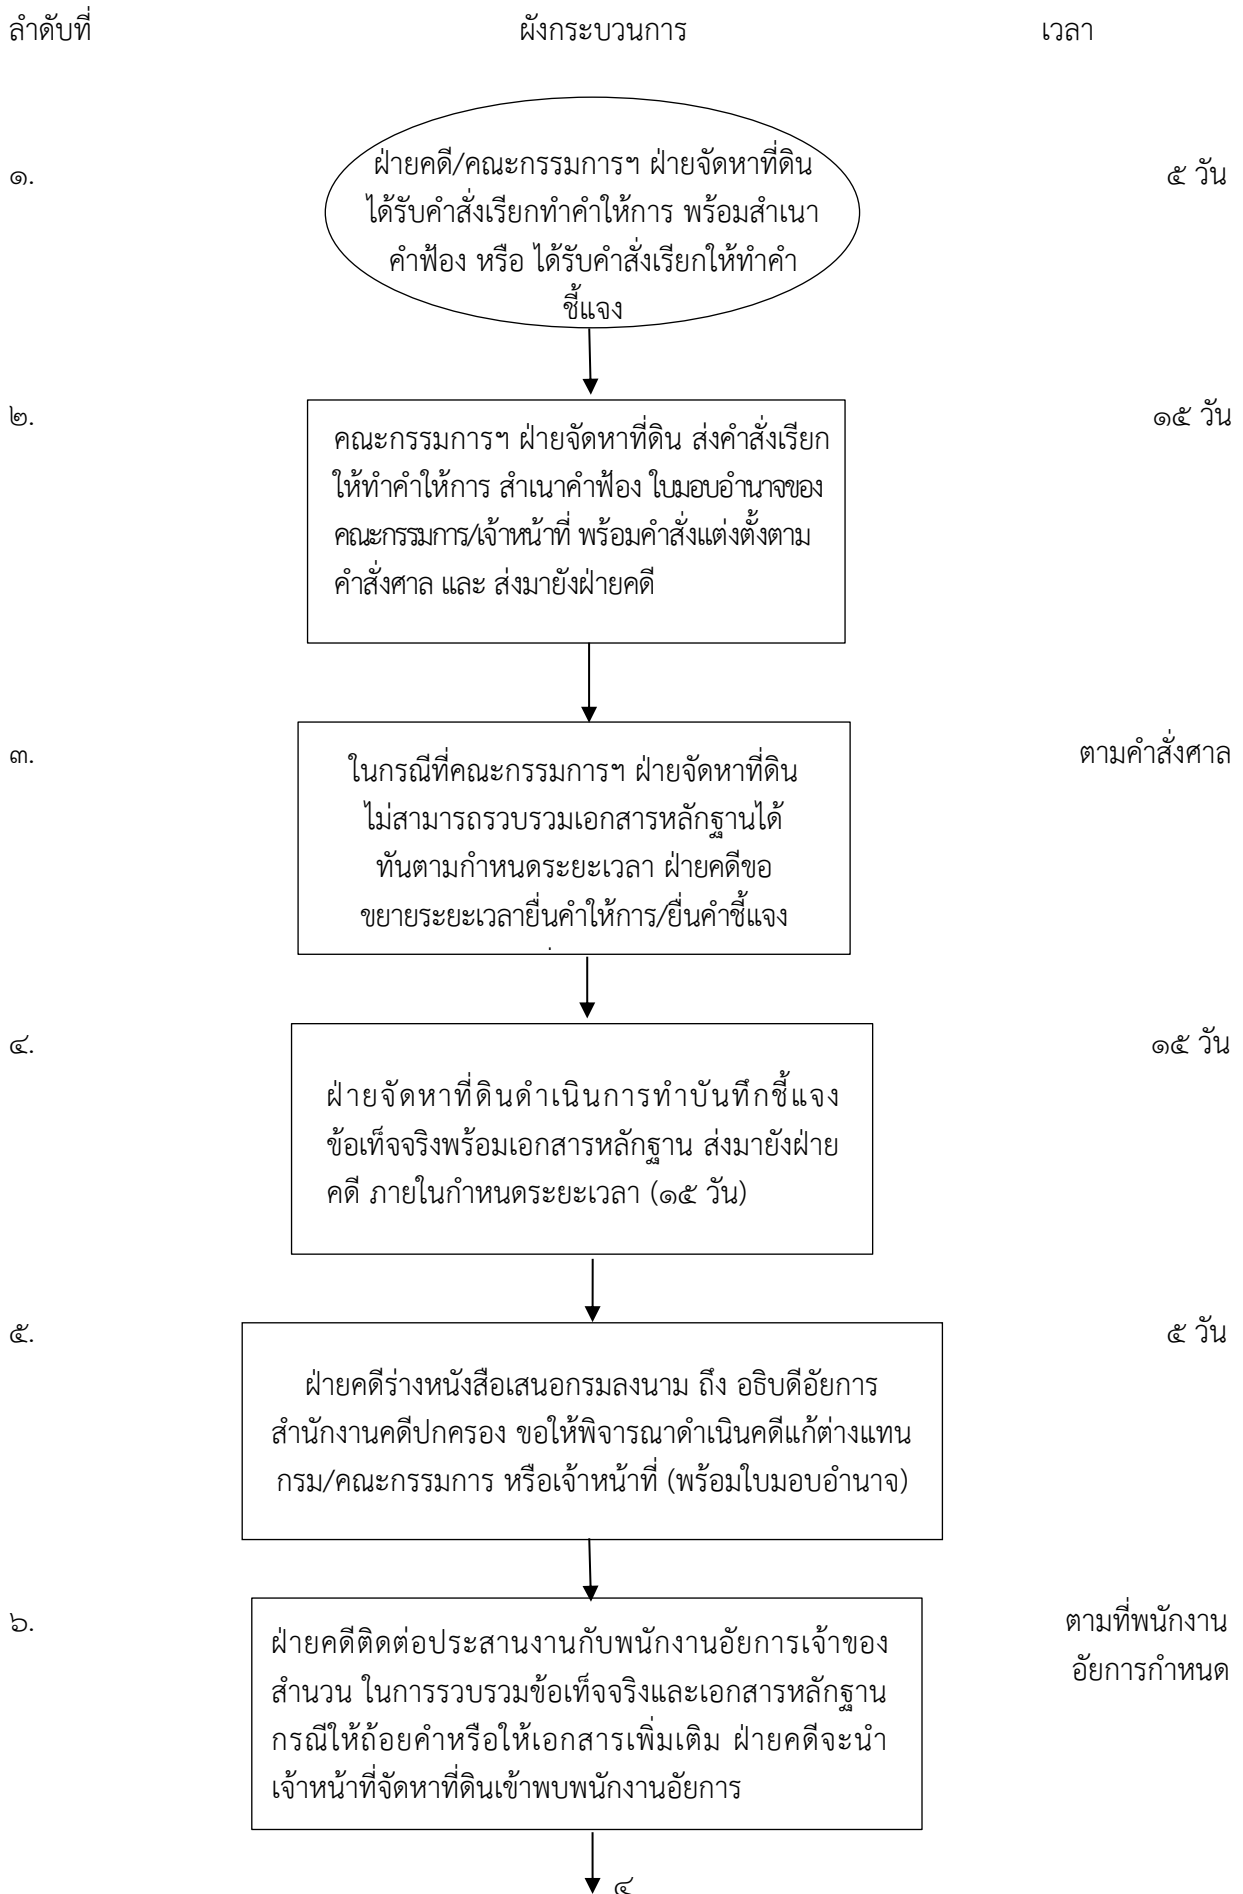 ลำดับที่ ผังกระบวนการ เวลา
๑. ๕ วัน
ฝ่ายคดี/คณะกรรมการฯ ฝ่ายจัดหาที่ดิน
ได้รับคำสั่งเรียกทำคำให้การ พร้อมสำเนา
คำฟ้อง หรือ ได้รับคำสั่งเรียกให้ทำคำ
ชี้แจง
๒. ๑๕ วัน
คณะกรรมการฯ ฝ่ายจัดหาที่ดิน ส่งคำสั่งเรียก
ให้ทำคำให้การ สำเนาคำฟ้อง ใบมอบอำนาจของ
คณะกรรมการ/เจ้าหน้าที่ พร้อมคำสั่งแต่งตั้งตาม
คำสั่งศาล และ ส่งมายังฝ่ายคดี
๓. ตามคำสั่งศาล
ในกรณีที่คณะกรรมการฯ ฝ่ายจัดหาที่ดิน
ไม่สามารถรวบรวมเอกสารหลักฐานได้
ทันตามกำหนดระยะเวลา ฝ่ายคดีขอ
ขยายระยะเวลายื่นคำให้การ/ยื่นคำชี้แจง
๔. ๑๕ วัน
ฝ่ายจัดหาที่ดินดำเนินการทำบันทึกชี้แจง
ข้อเท็จจริงพร้อมเอกสารหลักฐาน ส่งมายังฝ่าย
คดี ภายในกำหนดระยะเวลา (๑๕ วัน)
๕. ๕ วัน
ฝ่ายคดีร่างหนังสือเสนอกรมลงนาม ถึง อธิบดีอัยการ
สำนักงานคดีปกครอง ขอให้พิจารณาดำเนินคดีแก้ต่างแทน
กรม/คณะกรรมการ หรือเจ้าหน้าที่ (พร้อมใบมอบอำนาจ)
๖. ตามที่พนักงาน
อัยการกำหนด
ฝ่ายคดีติดต่อประสานงานกับพนักงานอัยการเจ้าของ
สำนวน ในการรวบรวมข้อเท็จจริงและเอกสารหลักฐาน
กรณีให้ถ้อยคำหรือให้เอกสารเพิ่มเติม ฝ่ายคดีจะนำ
เจ้าหน้าที่จัดหาที่ดินเข้าพบพนักงานอัยการ
๔